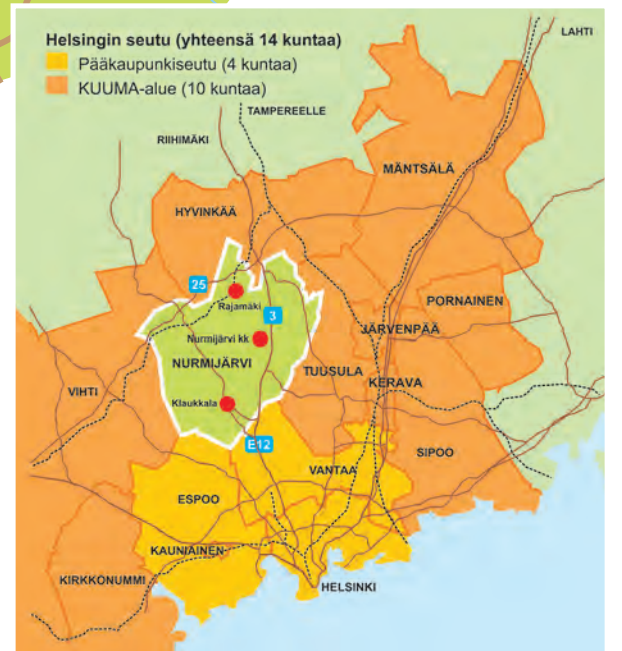 Helsingin seutu (yhteensä 14 kuntaa)
Pääkaupunkiseutu (4 kuntaa)
KUUMA-alue (10 kuntaa)
LAHTI
TAMPEREELLE
RIIHIMÄKI
MÄNTSÄLÄ
HYVINKÄÄ
25
Rajamäki
3
PORNAINEN
Nurmijärvi kk
JÄRVENPÄÄ
NURMIJÄRVI
TUUSULA
KERAVA
VIHTI
Klaukkala
E12
SIPOO
VANTAA
ESPOO
KAUNIAINEN
KIRKKONUMMI
HELSINKI